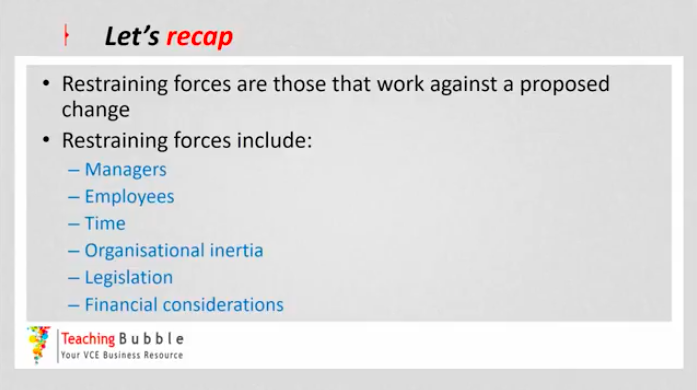 Let's recap
• Restraining forces are those that work against a proposed
change
• Restraining forces include:
– Managers
– Employees
– Time
– Organisational inertia
– Legislation
– Financial considerations
Teaching Bubble
Your VCE Business Resource